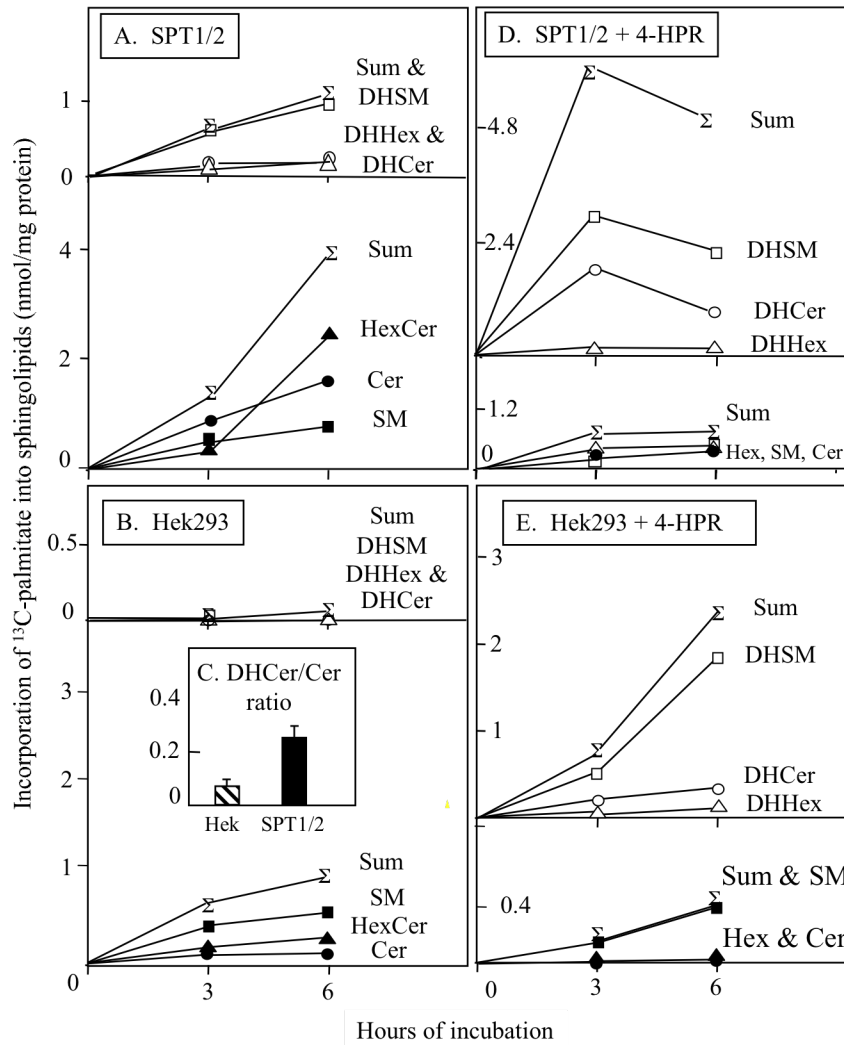 Incorporation of ¹³C-palmitate into sphingolipids (nmol/mg protein)
A. SPT1/2
Sum &
DHSM
DHHex &
DHCer
1
0
4
2
0
Sum
HexCer
Cer
SM
B. Hek293
Sum
DHSM
DHHex &
DHCer
0.5
0
3
2
1
0
C. DHCer/Cer
ratio
0.4
0.2
0
Hek SPT1/2
Sum
SM
HexCer
Cer
3 6
D. SPT1/2 + 4-HPR
4.8
2.4
Sum
DHSM
DHCer
DHHex
1.2
0
Sum
Hex, SM, Cer
E. Hek293 + 4-HPR
3
2
1
Sum
DHSM
DHCer
DHHex
0.4
Sum & SM
Hex & Cer
0 3 6
Hours of incubation